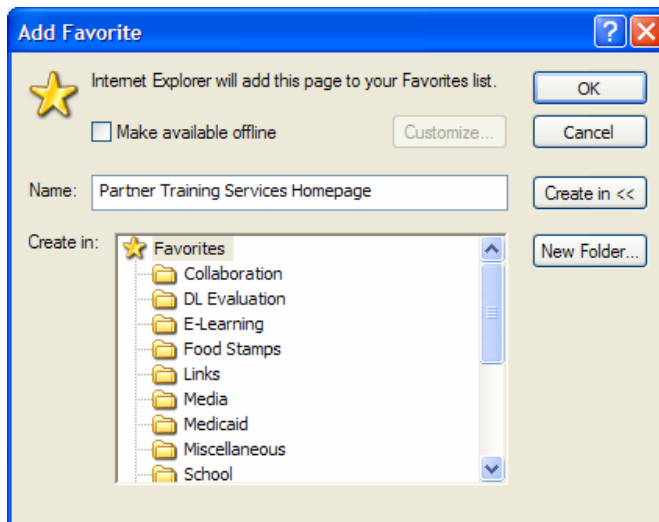 Add Favorite
Internet Explorer will add this page to your Favorites list.
OK
Make available offline
Customize...
Cancel
Name:
Partner Training Services Homepage
Create in <<
Create in:
Favorites
New Folder...
Collaboration
DL Evaluation
E-Learning
Food Stamps
Links
Media
Medicaid
Miscellaneous
School